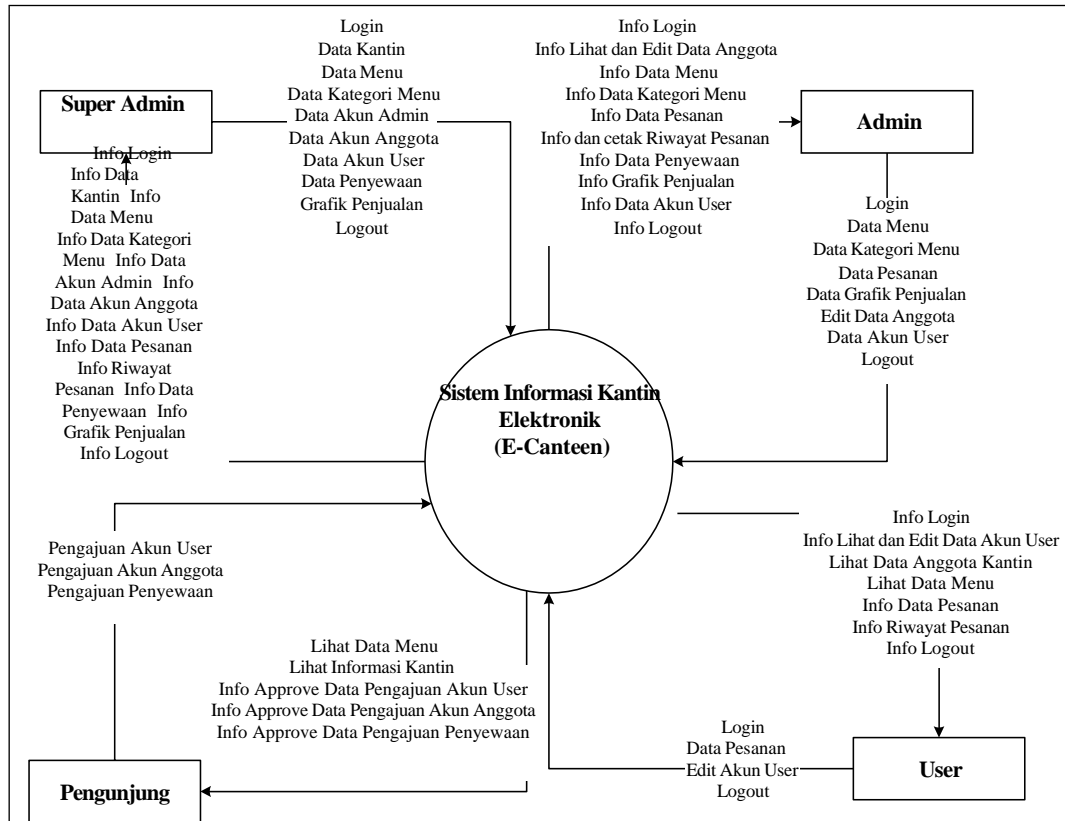 Login
Data Kantin
Data Menu
Data Kategori Menu
Data Akun Admin
Data Akun Anggota
Data Akun User
Data Penyewaan
Grafik Penjualan
Logout
Info Login
Info Lihat dan Edit Data Anggota
Info Data Menu
Info Data Kategori Menu
Info Data Pesanan
Info dan cetak Riwayat Pesanan
Info Data Penyewaan
Info Grafik Penjualan
Info Data Akun User
Info Logout
Super Admin
Admin
Info Login
Info Data
Kantin Info
Data Menu
Info Data Kategori
Menu Info Data
Akun Admin Info
Data Akun Anggota
Info Data Akun User
Info Data Pesanan
Info Riwayat
Pesanan Info Data
Penyewaan Info
Grafik Penjualan
Info Logout
Login
Data Menu
Data Kategori Menu
Data Pesanan
Data Grafik Penjualan
Edit Data Anggota
Data Akun User
Logout
Sistem Informasi Kantin
Elektronik
(E-Canteen)
Pengajuan Akun User
Pengajuan Akun Anggota
Pengajuan Penyewaan
Info Login
Info Lihat dan Edit Data Akun User
Lihat Data Anggota Kantin
Lihat Data Menu
Info Data Pesanan
Info Riwayat Pesanan
Info Logout
Lihat Data Menu
Lihat Informasi Kantin
Info Approve Data Pengajuan Akun User
Info Approve Data Pengajuan Akun Anggota
Info Approve Data Pengajuan Penyewaan
Login
Data Pesanan
Edit Akun User
Logout
Pengunjung
User